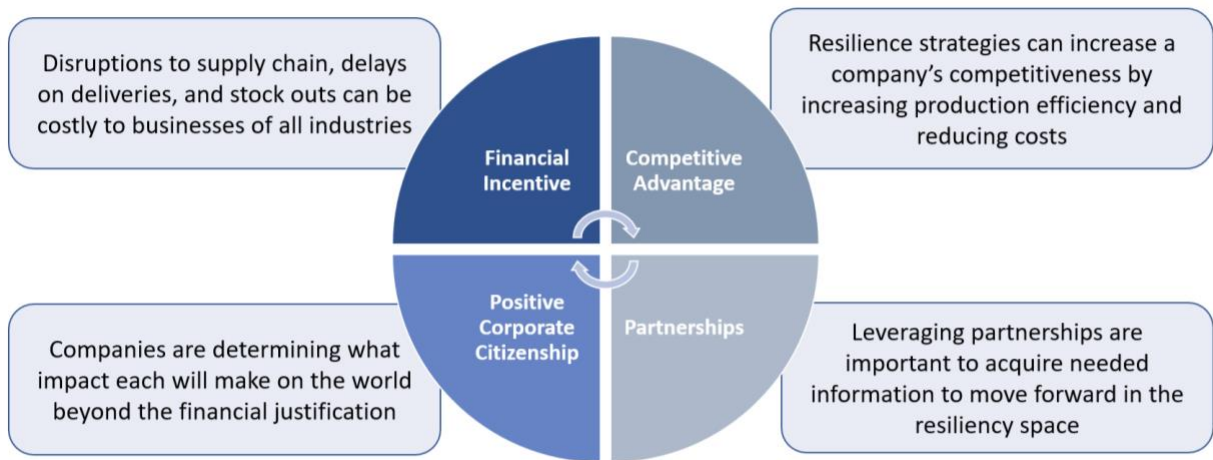 Disruptions to supply chain, delays
on deliveries, and stock outs can be
costly to businesses of all industries
Financial
Incentive
Competitive
Advantage
Resilience strategies can increase a
company’s competitiveness by
increasing production efficiency and
reducing costs
Companies are determining what
impact each will make on the world
beyond the financial justification
Positive
Corporate
Citizenship
Partnerships
Leveraging partnerships are
important to acquire needed
information to move forward in the
resiliency space